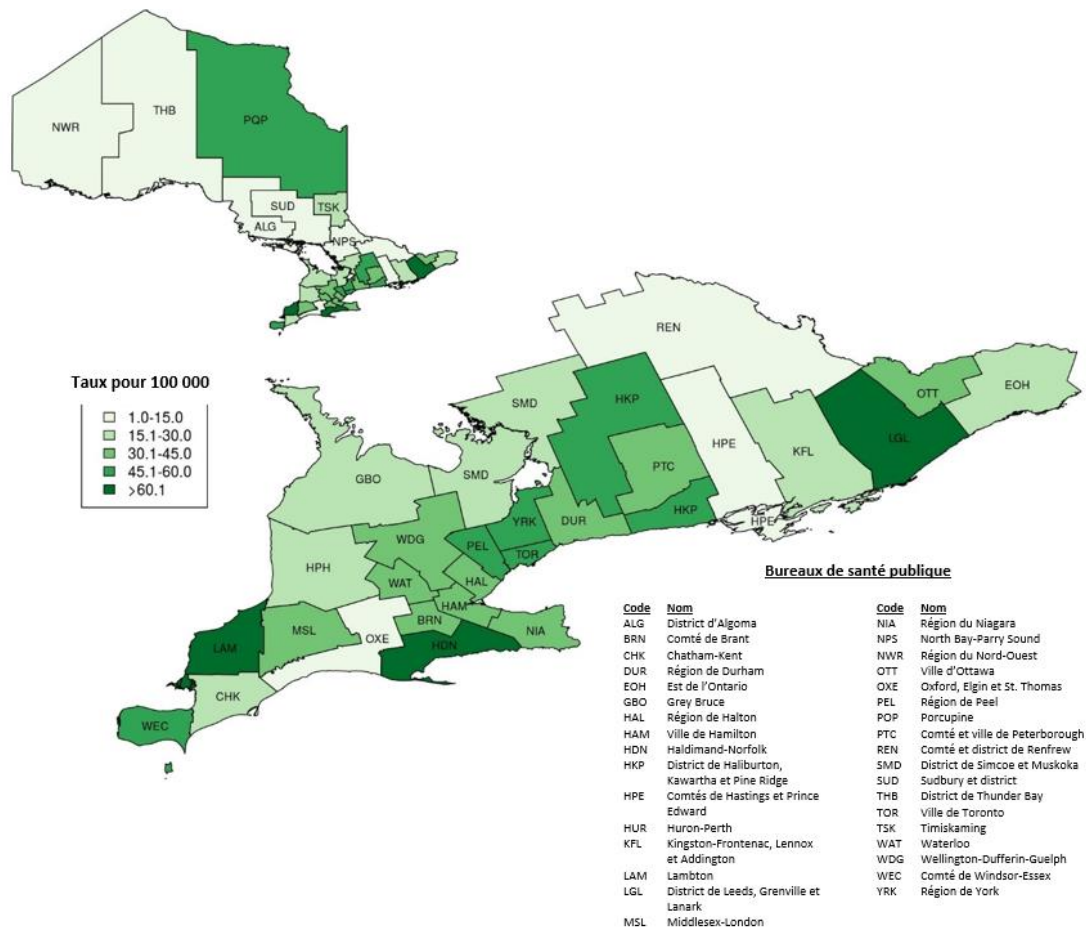 NWR
THB
PQP
SUD
TSK
ALG
NPS
Taux pour 100 000
1.0-15.0
15.1-30.0
30.1-45.0
45.1-60.0
>60.1
REN
SMD
HKP
OTT
EOH
HPE
KFL
LGL
GBO
SMD
PTC
YRK
DUR
HKP
HPE
WDG
PEL
TOR
HPH
WAT
HAL
HAM
MSL
OXE
BRN
NIA
LAM
HDN
CHK
WEC
Bureaux de santé publique
Code Nom
ALG District d'Algoma
BRN Comté de Brant
CHK Chatham-Kent
DUR Région de Durham
EOH Est de l'Ontario
GBO Grey Bruce
HAL Région de Halton
HAM Ville de Hamilton
HDN Haldimand-Norfolk
HKP District de Haliburton,
Kawartha et Pine Ridge
HPE Comtés de Hastings et Prince
Edward
HUR Huron-Perth
KFL Kingston-Frontenac, Lennox
et Addington
LAM Lambton
LGL District de Leeds, Grenville et
Lanark
MSL Middlesex-London
Code Nom
NIA Région du Niagara
NPS North Bay-Parry Sound
NWR Région du Nord-Ouest
OTT Ville d'Ottawa
OXE Oxford, Elgin et St. Thomas
PEL Région de Peel
POP Porcupine
PTC Comté et ville de Peterborough
REN Comté et district de Renfrew
SMD District de Simcoe et Muskoka
SUD Sudbury et district
THB District de Thunder Bay
TOR Ville de Toronto
TSK Timiskaming
WAT Waterloo
WDG Wellington-Dufferin-Guelph
WEC Comté de Windsor-Essex
YRK Région de York